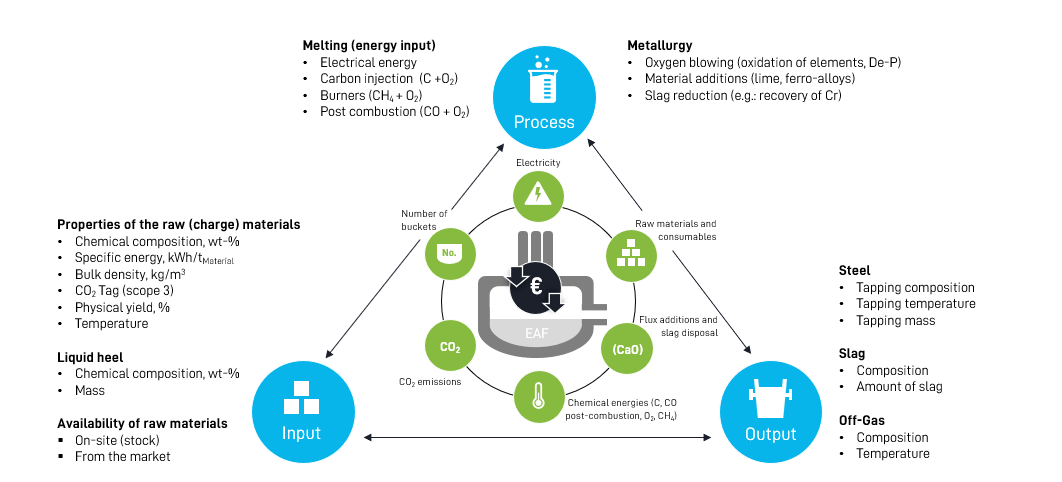 Melting (energy input)
• Electrical energy
• Carbon injection (C +O₂)
• Burners (CH₄ + O₂)
• Post combustion (CO + O₂)
Process
Metallurgy
• Oxygen blowing (oxidation of elements, De-P)
• Material additions (lime, ferro-alloys)
• Slag reduction (e.g.: recovery of Cr)
Electricity
Number of
buckets
No.
Raw materials and
consumables
€
EAF
Flux additions and
slag disposal
(CaO)
CO₂
CO₂ emissions
Chemical energies (C, CO
post-combustion, O₂, CH₄)
Properties of the raw (charge) materials
• Chemical composition, wt-%
• Specific energy, kWh/tMaterial
• Bulk density, kg/m³
• CO₂ Tag (scope 3)
• Physical yield, %
• Temperature
Liquid heel
• Chemical composition, wt-%
• Mass
Availability of raw materials
▪ On-site (stock)
▪ From the market
Input
Output
Steel
• Tapping composition
• Tapping temperature
• Tapping mass
Slag
• Composition
• Amount of slag
Off-Gas
• Composition
• Temperature